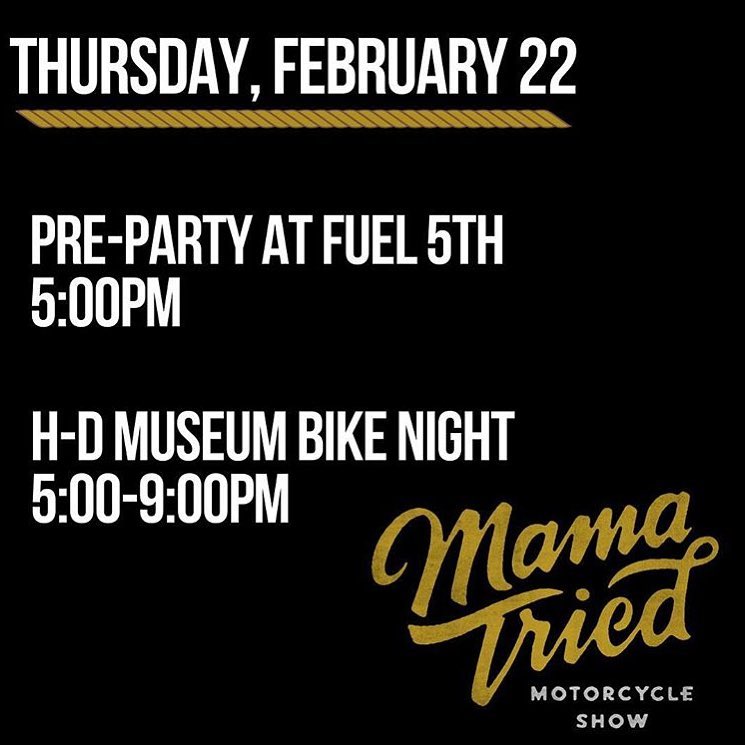 THURSDAY, FEBRUARY 22
PRE-PARTY AT FUEL 5TH
5:00PM
H-D MUSEUM BIKE NIGHT
5:00-9:00PM
Mama
Tried
MOTORCYCLE
SHOW